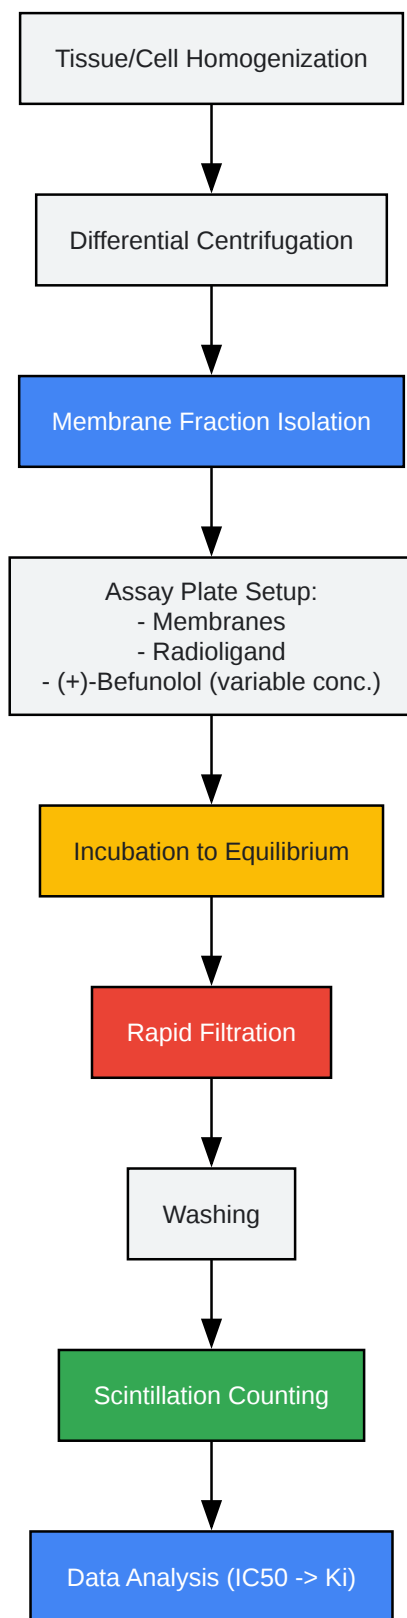 Tissue/Cell Homogenization
Differential Centrifugation
Membrane Fraction Isolation
Assay Plate Setup:
- Membranes
- Radioligand
- (+)-Befunolol (variable conc.)
Incubation to Equilibrium
Rapid Filtration
Washing
Scintillation Counting
Data Analysis (IC50 -> Ki)